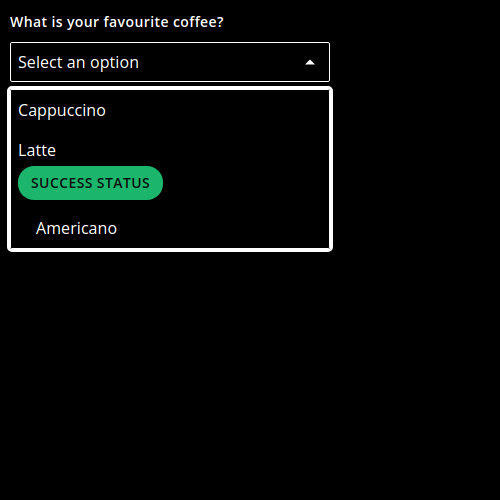 What is your favourite coffee?
Select an option
Cappuccino
Latte
SUCCESS STATUS
Americano